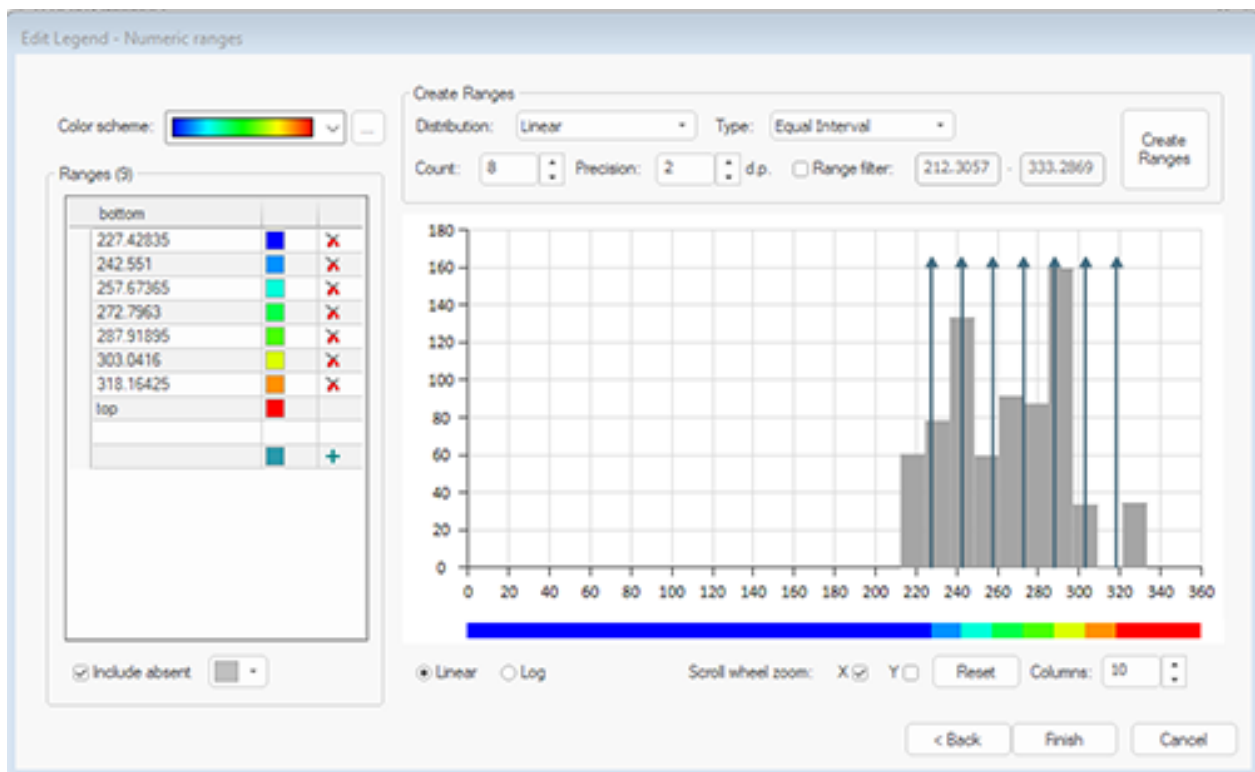 Edit Legend - Numeric ranges
Color scheme:
...
Ranges (9)
bottom
227.42835
242.551
257.67365
272.7963
287.91895
303.0416
318.16425
top
Include absent
Create Ranges
Distribution: Linear Type: Equal Interval
Count: 8 Precision: 2 d.p. Range filter: 212.3057 - 333.2869
Create
Ranges
180
160
140
120
100
80
60
40
20
0
0 20 40 60 80 100 120 140 160 180 200 220 240 260 280 300 320 340 360
Linear Log Scroll wheel zoom: X Y Reset Columns: 10
< Back Finish Cancel